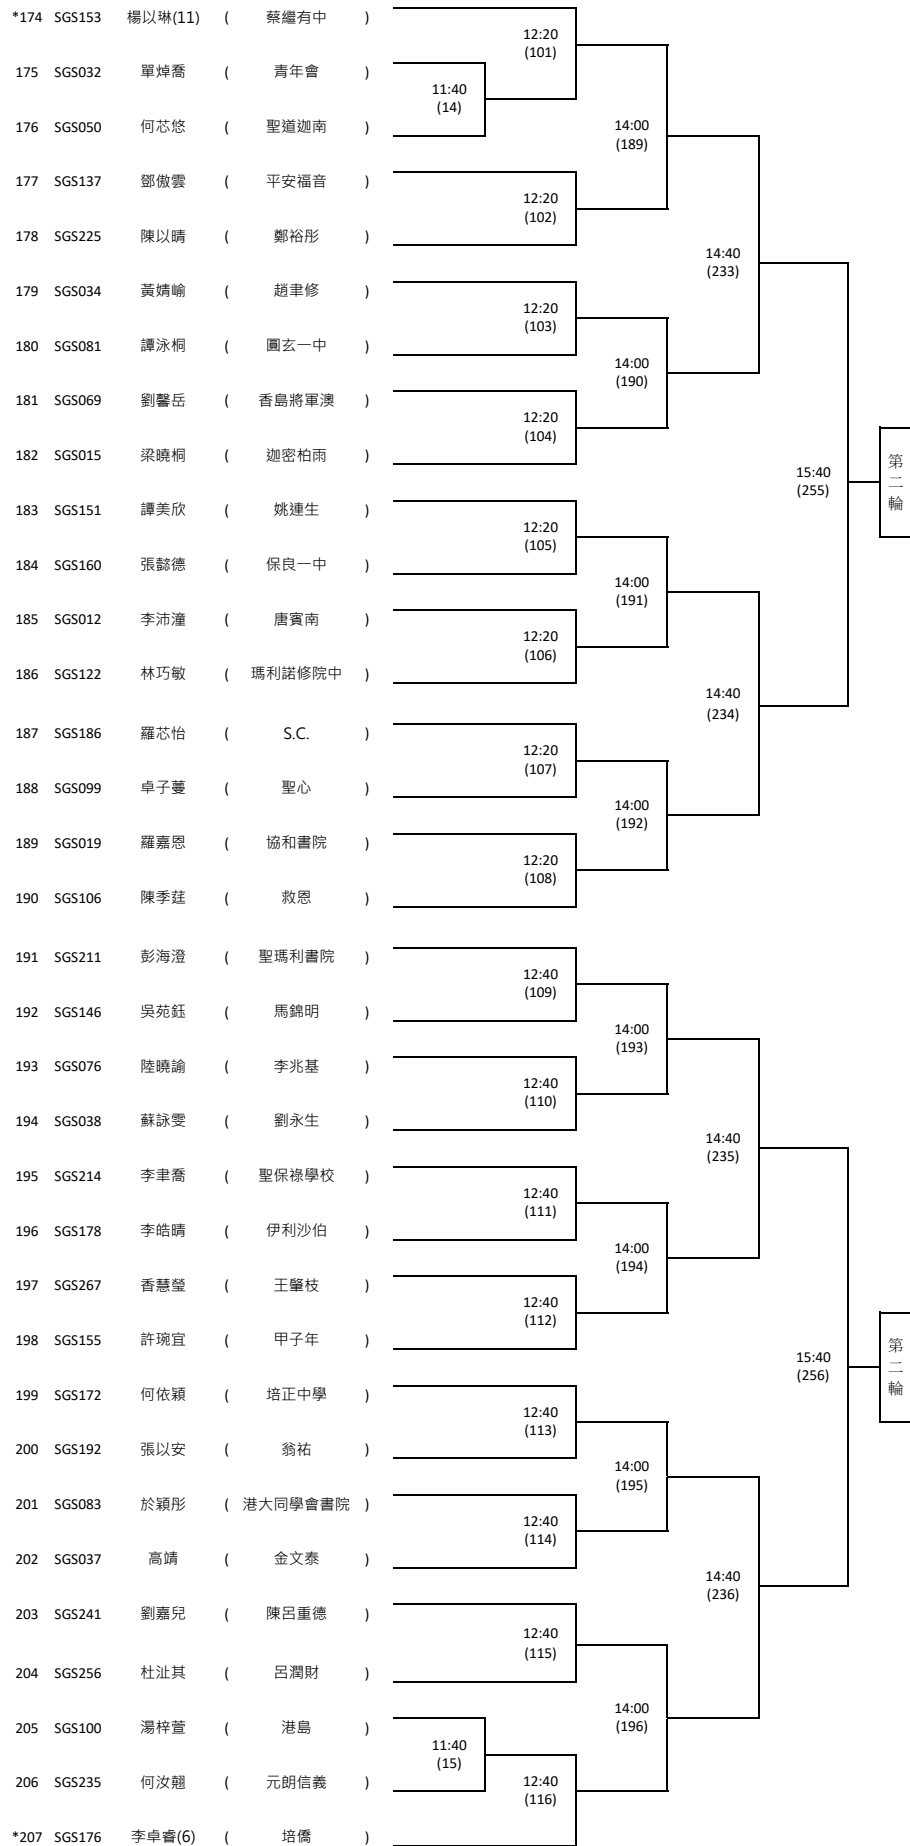 *174 SGS153 楊以琳(11) ( 蔡繼有中 )
12:20
(101)
175 SGS032 單焯喬 ( 青年會 )
11:40
(14)
176 SGS050 何芯悠 ( 聖道迦南 )
14:00
(189)
177 SGS137 鄧傲雲 ( 平安福音 )
12:20
(102)
178 SGS225 陳以晴 ( 鄭裕彤 )
14:40
(233)
179 SGS034 黃婧崳 ( 趙聿修 )
12:20
(103)
180 SGS081 譚泳桐 ( 圓玄一中 )
14:00
(190)
181 SGS069 劉馨岳 ( 香島將軍澳 )
12:20
(104)
182 SGS015 梁曉桐 ( 迦密柏雨 )
15:40
(255)
第二輪
183 SGS151 譚美欣 ( 姚連生 )
12:20
(105)
184 SGS160 張懿德 ( 保良一中 )
14:00
(191)
185 SGS012 李沛潼 ( 唐賓南 )
12:20
(106)
186 SGS122 林巧敏 ( 瑪利諾修院中 )
14:40
(234)
187 SGS186 羅芯怡 ( S.C. )
12:20
(107)
188 SGS099 卓子蔓 ( 聖心 )
14:00
(192)
189 SGS019 羅嘉恩 ( 協和書院 )
12:20
(108)
190 SGS106 陳季莛 ( 救恩 )
191 SGS211 彭海澄 ( 聖瑪利書院 )
12:40
(109)
192 SGS146 吳苑鈺 ( 馬錦明 )
14:00
(193)
193 SGS076 陸曉諭 ( 李兆基 )
12:40
(110)
194 SGS038 蘇詠雯 ( 劉永生 )
14:40
(235)
195 SGS214 李聿喬 ( 聖保祿學校 )
12:40
(111)
196 SGS178 李皓晴 ( 伊利沙伯 )
14:00
(194)
197 SGS267 香慧瑩 ( 王肇枝 )
12:40
(112)
198 SGS155 許琬宜 ( 甲子年 )
15:40
(256)
第二輪
199 SGS172 何依穎 ( 培正中學 )
12:40
(113)
200 SGS192 張以安 ( 翁祐 )
14:00
(195)
201 SGS083 於穎彤 ( 港大同學會書院 )
12:40
(114)
202 SGS037 高靖 ( 金文泰 )
14:40
(236)
203 SGS241 劉嘉兒 ( 陳呂重德 )
12:40
(115)
204 SGS256 杜沚其 ( 呂潤財 )
14:00
(196)
205 SGS100 湯梓萱 ( 港島 )
11:40
(15)
206 SGS235 何汝翹 ( 元朗信義 )
12:40
(116)
*207 SGS176 李卓睿(6) ( 培僑 )